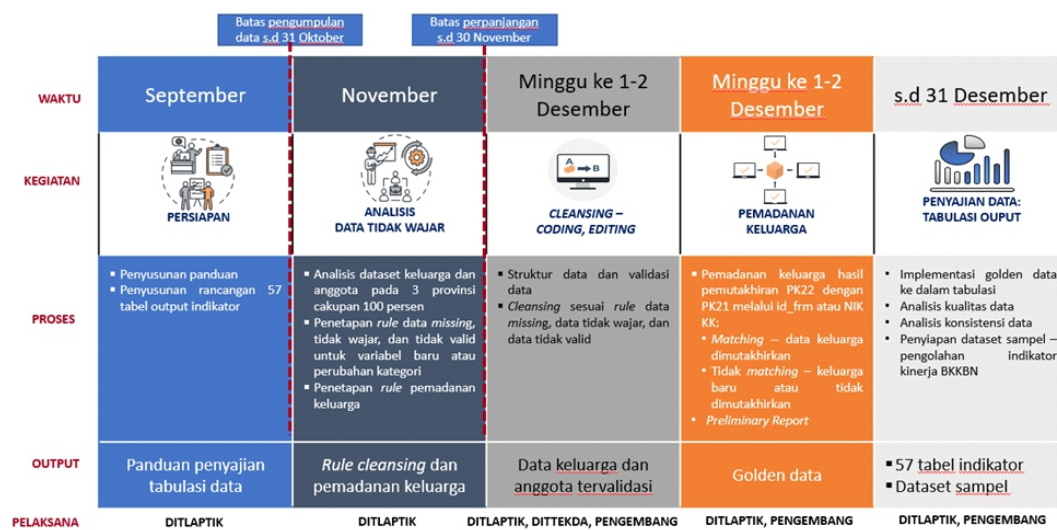 Batas pengumpulan
data s.d 31 Oktober
Batas perpanjangan
s.d 30 November
WAKTU
September
November
Minggu ke 1-2
Desember
Minggu ke 1-2
Desember
s.d 31 Desember
KEGIATAN
PERSIAPAN
ANALISIS
DATA TIDAK WAJAR
A
B
CLEANSING –
CODING, EDITING
PEMADANAN
KELUARGA
PENYAJIAN DATA:
TABULASI OUPUT
PROSES
▪ Penyusunan panduan
▪ Penyusunan rancangan 57
tabel output indikator
▪ Analisis dataset keluarga dan
anggota pada 3 provinsi
cakupan 100 persen
▪ Penetapan rule data missing,
tidak wajar, dan tidak valid
untuk variabel baru atau
perubahan kategori
▪ Penetapan rule pemadanan
keluarga
▪ Struktur data dan validasi
data
▪ Cleansing sesuai rule data
missing, data tidak wajar, dan
data tidak valid
▪ Pemadanan keluarga hasil
pemutakhiran PK22 dengan
PK21 melalui id_frm atau NIK
KK:
• Matching – data keluarga
dimutakhirkan
• Tidak matching – keluarga
baru atau tidak
dimutakhirkan
• Preliminary Report
• Implementasi golden data
ke dalam tabulasi
• Analisis kualitas data
• Analisis konsistensi data
• Penyiapan dataset sampel –
pengolahan indikator
kinerja BKKBN
OUTPUT
Panduan penyajian
tabulasi data
Rule cleansing dan
pemadanan keluarga
Data keluarga dan
anggota tervalidasi
Golden data
▪ 57 tabel indikator
▪ Dataset sampel
PELAKSANA
DITLAPTIK
DITLAPTIK
DITLAPTIK, DITTEKDA, PENGEMBANG
DITLAPTIK, PENGEMBANG
DITLAPTIK, PENGEMBANG